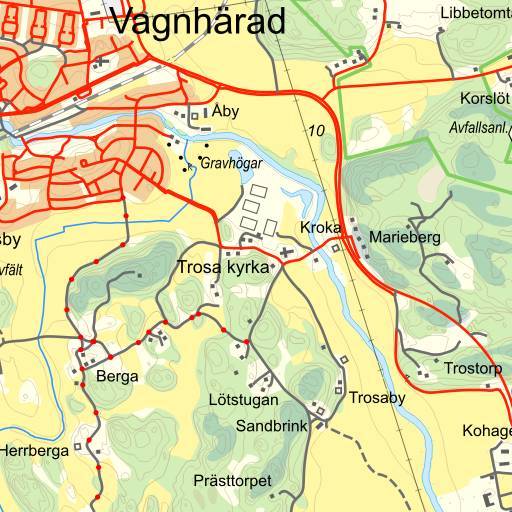 Libbetomta
Vagnhärad
Korslöt
Åby
10
Avfallsanl.
Gravhögar
Kroka
Marieberg
sby
Trosa kyrka
vfält
Trostorp
Berga
Lötstugan
Trosaby
Sandbrink
Kohage
Herrberga
Prästtorpet